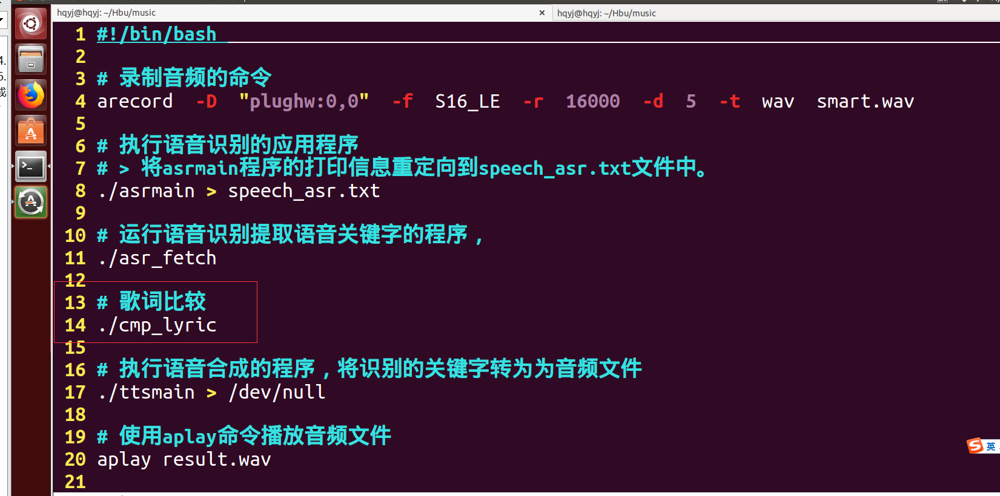 hqyj@hqyj: ~/Hbu/music × hqyj@hqyj: ~/Hbu/music
1 #!/bin/bash
2
3 # 录制音频的命令
4 arecord -D "plughw:0,0" -f S16_LE -r 16000 -d 5 -t wav smart.wav
5
6 # 执行语音识别的应用程序
7 # > 将asrmain程序的打印信息重定向到speech_asr.txt文件中。
8 ./asrmain > speech_asr.txt
9
10 # 运行语音识别提取语音关键字的程序，
11 ./asr_fetch
12
13 # 歌词比较
14 ./cmp_lyric
15
16 # 执行语音合成的程序，将识别的关键字转为为音频文件
17 ./ttsmain > /dev/null
18
19 # 使用aplay命令播放音频文件
20 aplay result.wav
21
英